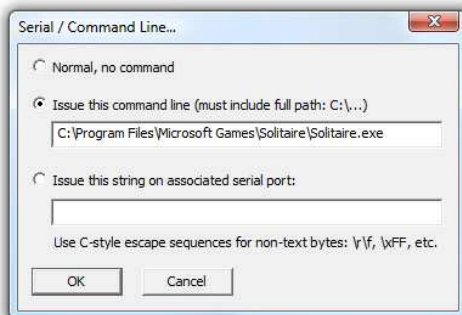 Serial / Command Line...
Normal, no command
Issue this command line (must include full path: C:\...)
C:\Program Files\Microsoft Games\Solitaire\Solitaire.exe
Issue this string on associated serial port:
Use C-style escape sequences for non-text bytes: \r\f, \xFF, etc.
OK Cancel